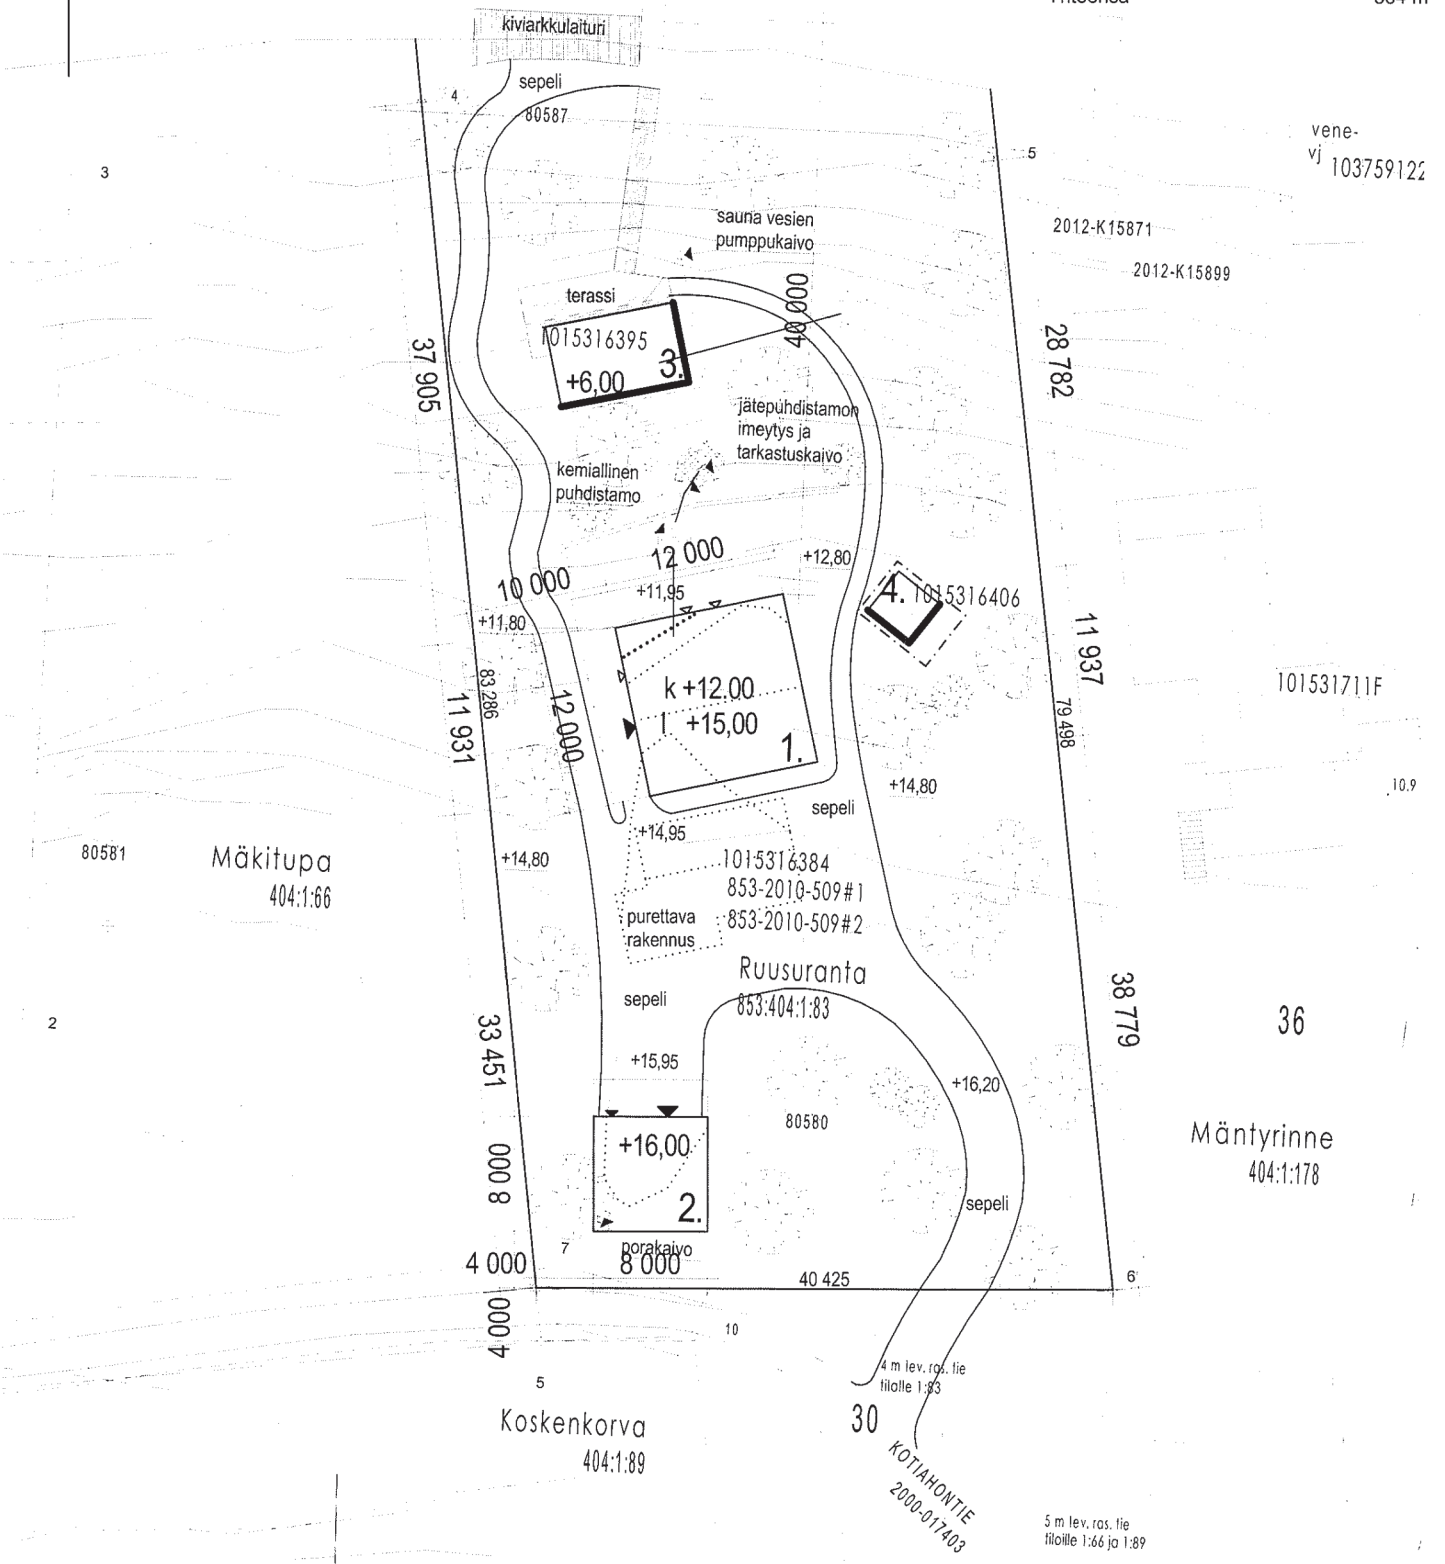 kiviarkkulaituri
sepeli
4
80587
3
5
vene-
vj 103759122
sauna vesien
pumppukaivo
2012-K15871
2012-K15899
terassi
40 000
1015316395
3.
+6,00
37 905
28 782
jätepuhdistamon
imeytys ja
tarkastuskaivo
kemiallinen
puhdistamo
12 000
10 000
+12,80
+11,95
+11,80
4. 1015316406
11 937
79 498
83 286
11 931
12 000
k +12.00
l +15,00
1.
101531711F
10.9
+14,80
sepeli
+14,95
+14,80
80581
Mäkitupa
404:1:66
1015316384
853-2010-509#1
853-2010-509#2
purettava
rakennus
Ruusuranta
853:404:1:83
sepeli
38 779
36
2
33 451
+15,95
+16,20
80580
Mäntyrinne
404:1:178
+16,00
2.
8 000
sepeli
7
porakaivo
8 000
4 000
40 425
6
4 000
10
5
4 m lev. ras. tie
tilalle 1:83
30
Koskenkorva
404:1:89
KOTIAHONTIE
2000-017403
5 m lev. ras. tie
tiloille 1:66 ja 1:89